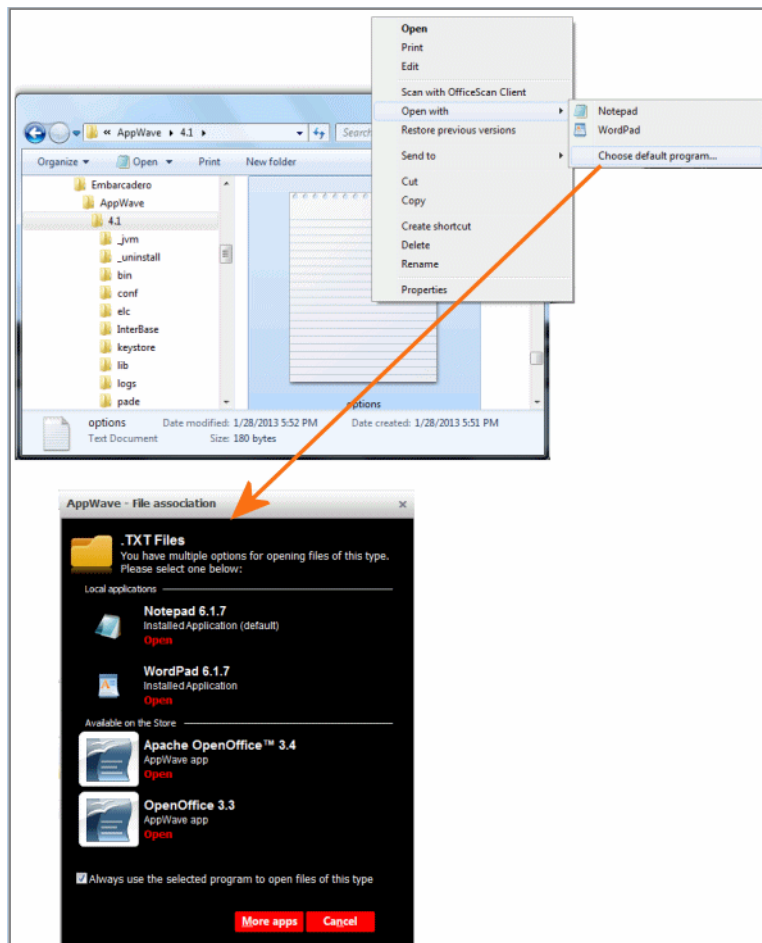 Open
Print
Edit
Scan with OfficeScan Client
Open with
Restore previous versions
Send to
Cut
Copy
Create shortcut
Delete
Rename
Properties
Notepad
WordPad
Choose default program...
« AppWave 4.1
Search
Organize Open Print New folder
Embarcadero
AppWave
4.1
_jvm
_uninstall
bin
conf
elc
InterBase
keystore
lib
logs
pade
options
options Date modified: 1/28/2013 5:52 PM Date created: 1/28/2013 5:51 PM
Text Document Size: 180 bytes
AppWave - File association
.TXT Files
You have multiple options for opening files of this type.
Please select one below:
Local applications
Notepad 6.1.7
Installed Application (default)
Open
WordPad 6.1.7
Installed Application
Open
Available on the Store
Apache OpenOffice™ 3.4
AppWave app
Open
OpenOffice 3.3
AppWave app
Open
Always use the selected program to open files of this type
More apps Cancel